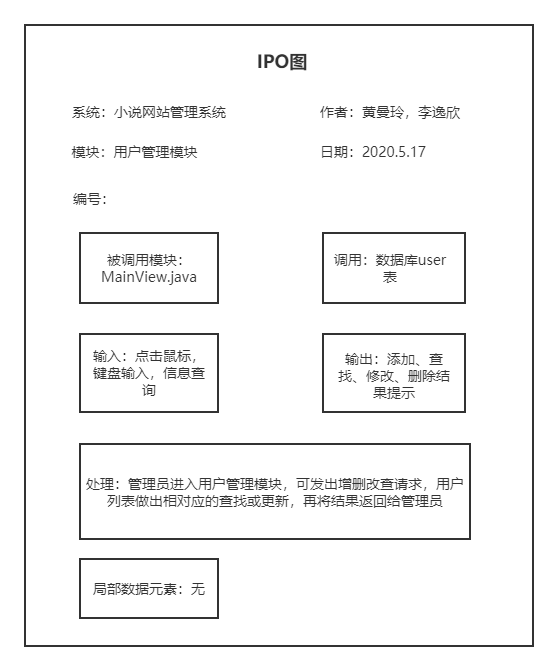 IPO图
系统：小说网站管理系统
作者：黄曼玲，李逸欣
模块：用户管理模块
日期：2020.5.17
编号：
被调用模块：
MainView.java
调用：数据库user
表
输入：点击鼠标，
键盘输入，信息查
询
输出：添加、查
找、修改、删除结
果提示
处理：管理员进入用户管理模块，可发出增删改查请求，用户
列表做出相对应的查找或更新，再将结果返回给管理员
局部数据元素：无